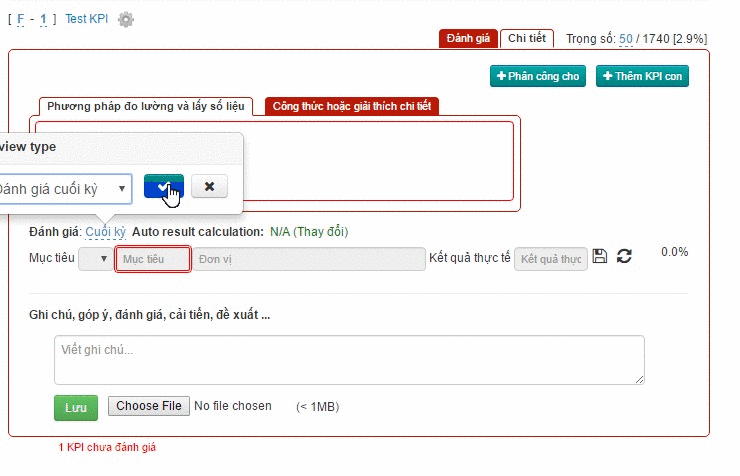 [ F - 1 ] Test KPI
Đánh giá Chi tiết Trọng số: 50 / 1740 [2.9%]
Phân công cho Thêm KPI con
Phương pháp đo lường và lấy số liệu Công thức hoặc giải thích chi tiết
view type
Đánh giá cuối kỳ
Đánh giá: Cuối kỳ Auto result calculation: N/A (Thay đổi)
Mục tiêu Mục tiêu Đơn vị Kết quả thực tế Kết quả thực 0.0%
Ghi chú, góp ý, đánh giá, cải tiến, đề xuất ...
Viết ghi chú...
Lưu Choose File No file chosen (< 1MB)
1 KPI chưa đánh giá